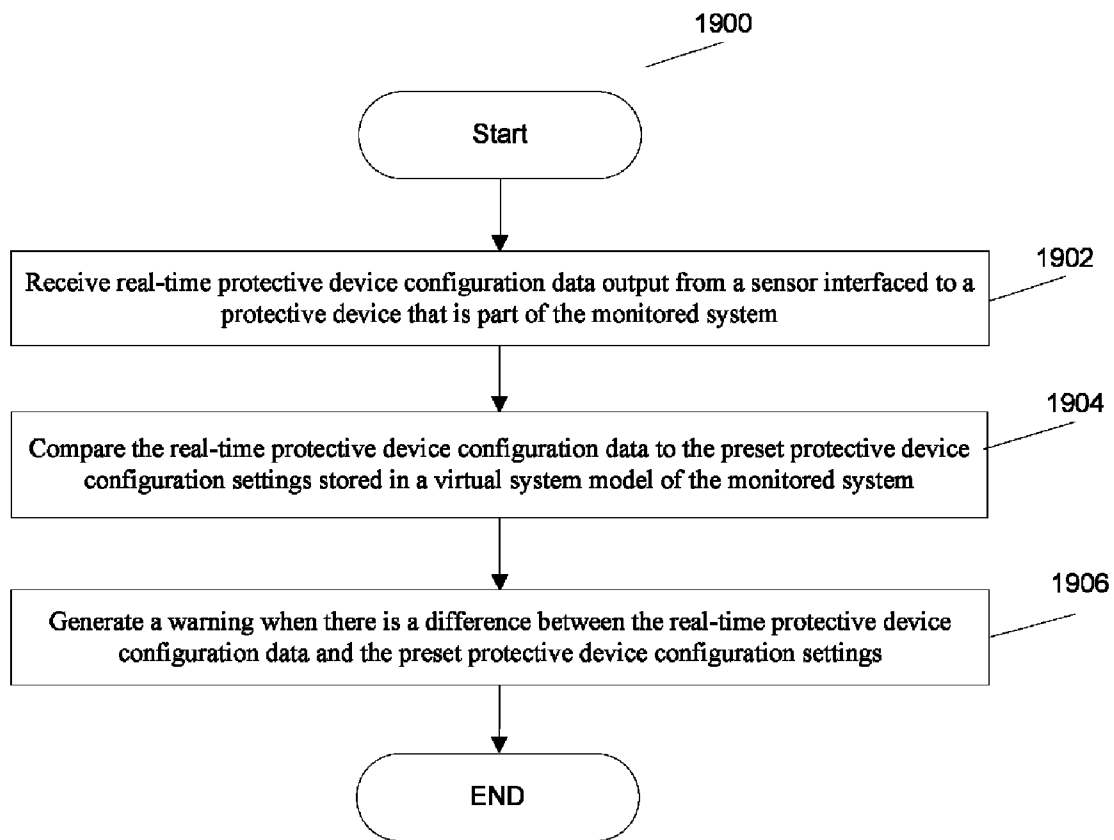 1900
Start
1902
Receive real-time protective device configuration data output from a sensor interfaced to a
protective device that is part of the monitored system
1904
Compare the real-time protective device configuration data to the preset protective device
configuration settings stored in a virtual system model of the monitored system
1906
Generate a warning when there is a difference between the real-time protective device
configuration data and the preset protective device configuration settings
END